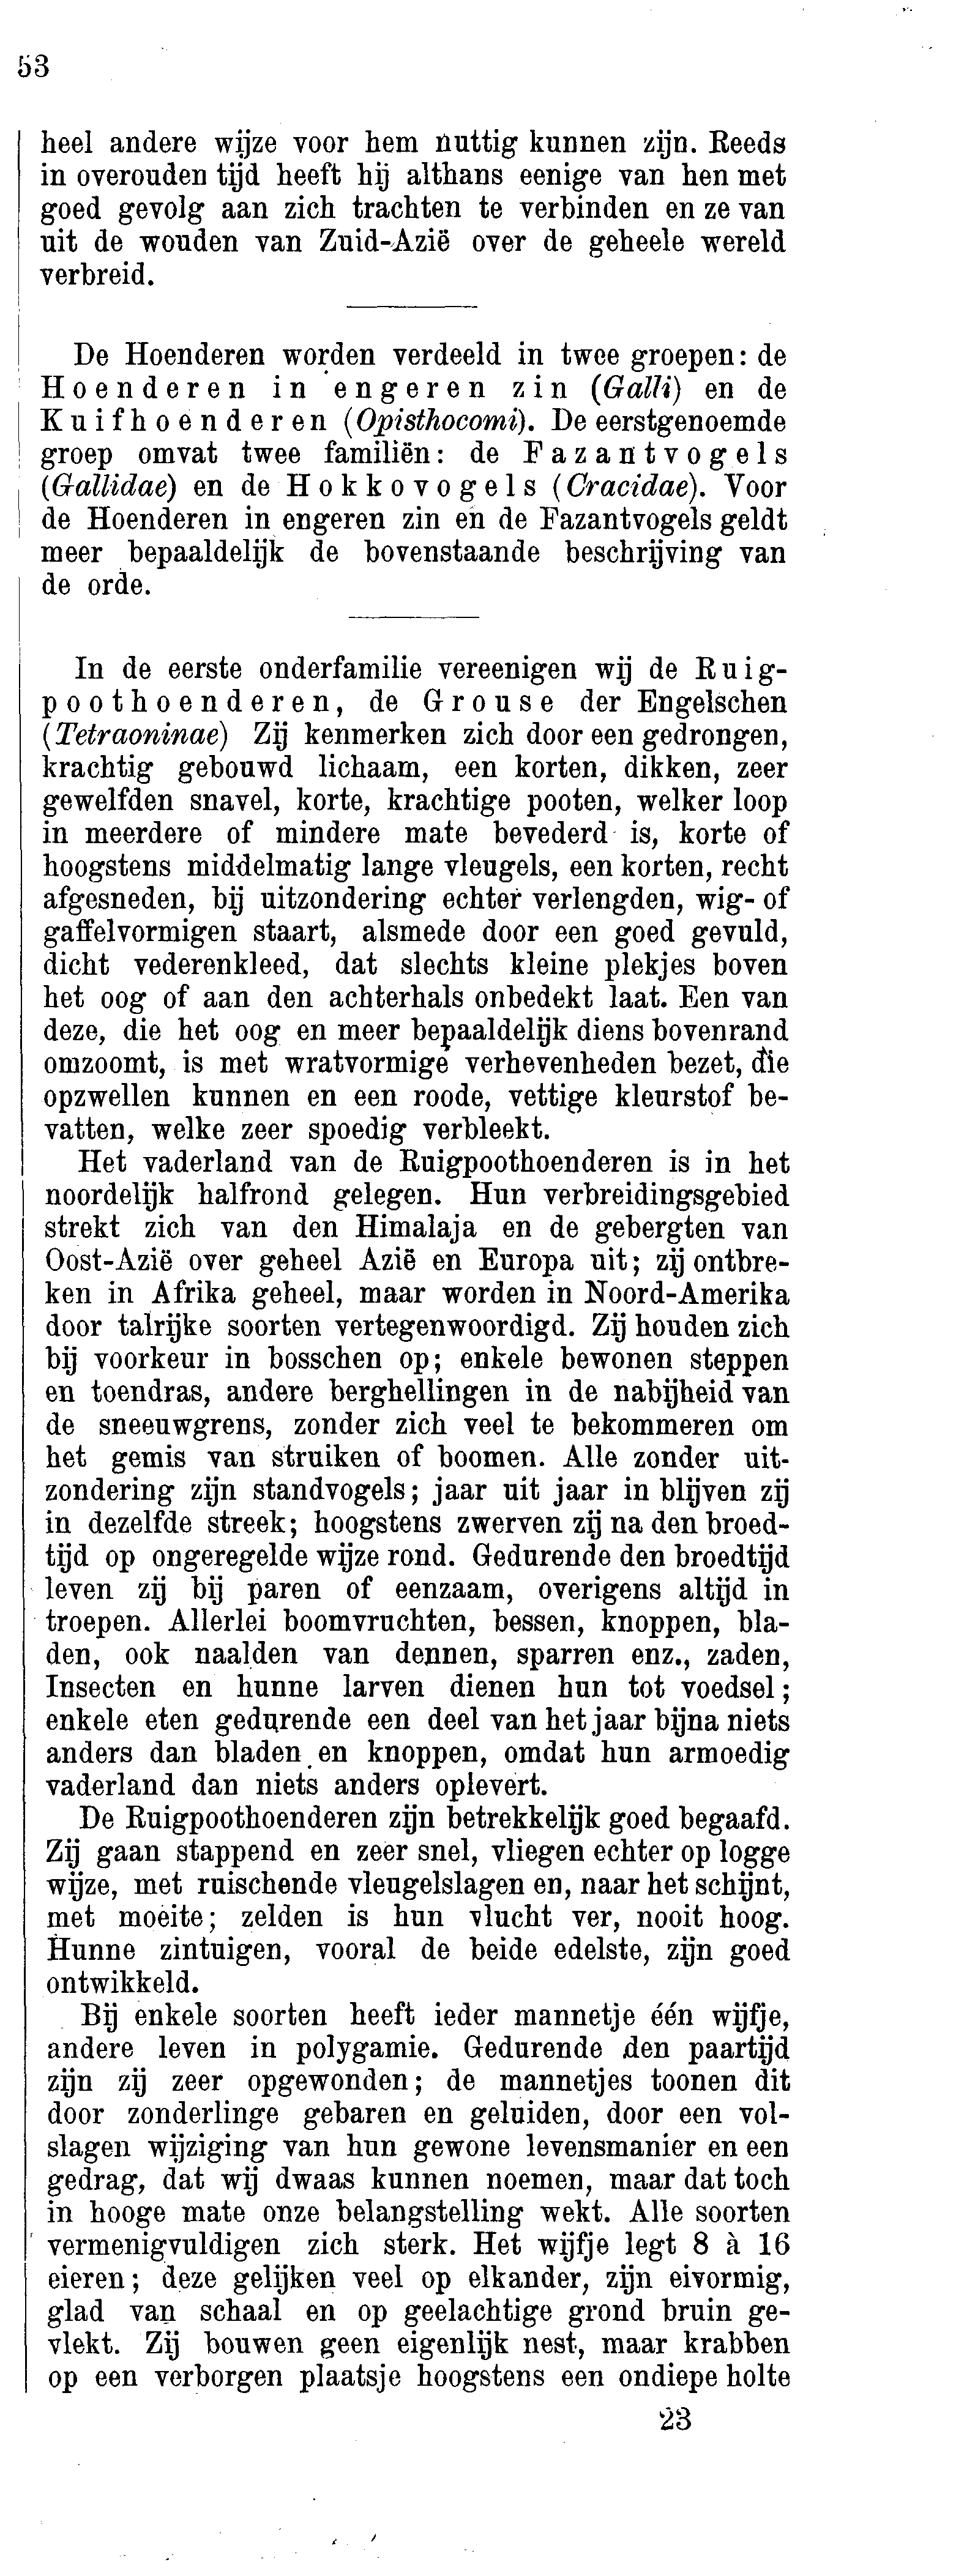 53
heel andere wijze voor hem nuttig kunnen zijn. Reeds
in overouden tijd heeft hij althans eenige van hen met
goed gevolg aan zich trachten te verbinden en ze van
uit de wouden van Zuid-Azië over de geheele wereld
verbreid.
De Hoenderen worden verdeeld in twee groepen: de
Hoenderen in engeren zin (Galli) en de
Kuifhoenderen (Opisthocomi). De eerstgenoemde
groep omvat twee familiën: de Fazantvogels
(Gallidae) en de Hokkovogels (Cracidae). Voor
de Hoenderen in engeren zin en de Fazantvogels geldt
meer bepaaldelijk de bovenstaande beschrijving van
de orde.
In de eerste onderfamilie vereenigen wij de Ruig-
poothoenderen, de Grouse der Engelschen
(Tetraoninae) Zij kenmerken zich door een gedrongen,
krachtig gebouwd lichaam, een korten, dikken, zeer
gewelfden snavel, korte, krachtige pooten, welker loop
in meerdere of mindere mate bevederd is, korte of
hoogstens middelmatig lange vleugels, een korten, recht
afgesneden, bij uitzondering echter verlengden, wig- of
gaffelvormigen staart, alsmede door een goed gevuld,
dicht vederenkleed, dat slechts kleine plekjes boven
het oog of aan den achterhals onbedekt laat. Een van
deze, die het oog en meer bepaaldelijk diens bovenrand
omzoomt, is met wratvormige verhevenheden bezet, die
opzwellen kunnen en een roode, vettige kleurstof be-
vatten, welke zeer spoedig verbleekt.
Het vaderland van de Ruigpoothoenderen is in het
noordelijk halfrond gelegen. Hun verbreidingsgebied
strekt zich van den Himalaja en de gebergten van
Oost-Azië over geheel Azië en Europa uit; zij ontbre-
ken in Afrika geheel, maar worden in Noord-Amerika
door talrijke soorten vertegenwoordigd. Zij houden zich
bij voorkeur in bosschen op; enkele bewonen steppen
en toendras, andere berghellingen in de nabijheid van
de sneeuwgrens, zonder zich veel te bekommeren om
het gemis van struiken of boomen. Alle zonder uit-
zondering zijn standvogels; jaar uit jaar in blijven zij
in dezelfde streek; hoogstens zwerven zij na den broed-
tijd op ongeregelde wijze rond. Gedurende den broedtijd
leven zij bij paren of eenzaam, overigens altijd in
troepen. Allerlei boomvruchten, bessen, knoppen, bla-
den, ook naalden van dennen, sparren enz., zaden,
Insecten en hunne larven dienen hun tot voedsel;
enkele eten gedurende een deel van het jaar bijna niets
anders dan bladen en knoppen, omdat hun armoedig
vaderland dan niets anders oplevert.
De Ruigpoothoenderen zijn betrekkelijk goed begaafd.
Zij gaan stappend en zeer snel, vliegen echter op logge
wijze, met ruischende vleugelslagen en, naar het schijnt,
met moeite; zelden is hun vlucht ver, nooit hoog.
Hunne zintuigen, vooral de beide edelste, zijn goed
ontwikkeld.
Bij enkele soorten heeft ieder mannetje één wijfje,
andere leven in polygamie. Gedurende den paartijd
zijn zij zeer opgewonden; de mannetjes toonen dit
door zonderlinge gebaren en geluiden, door een vol-
slagen wijziging van hun gewone levensmanier en een
gedrag, dat wij dwaas kunnen noemen, maar dat toch
in hooge mate onze belangstelling wekt. Alle soorten
vermenigvuldigen zich sterk. Het wijfje legt 8 à 16
eieren; deze gelijken veel op elkander, zijn eivormig,
glad van schaal en op geelachtige grond bruin ge-
vlekt. Zij bouwen geen eigenlijk nest, maar krabben
op een verborgen plaatsje hoogstens een ondiepe holte
23